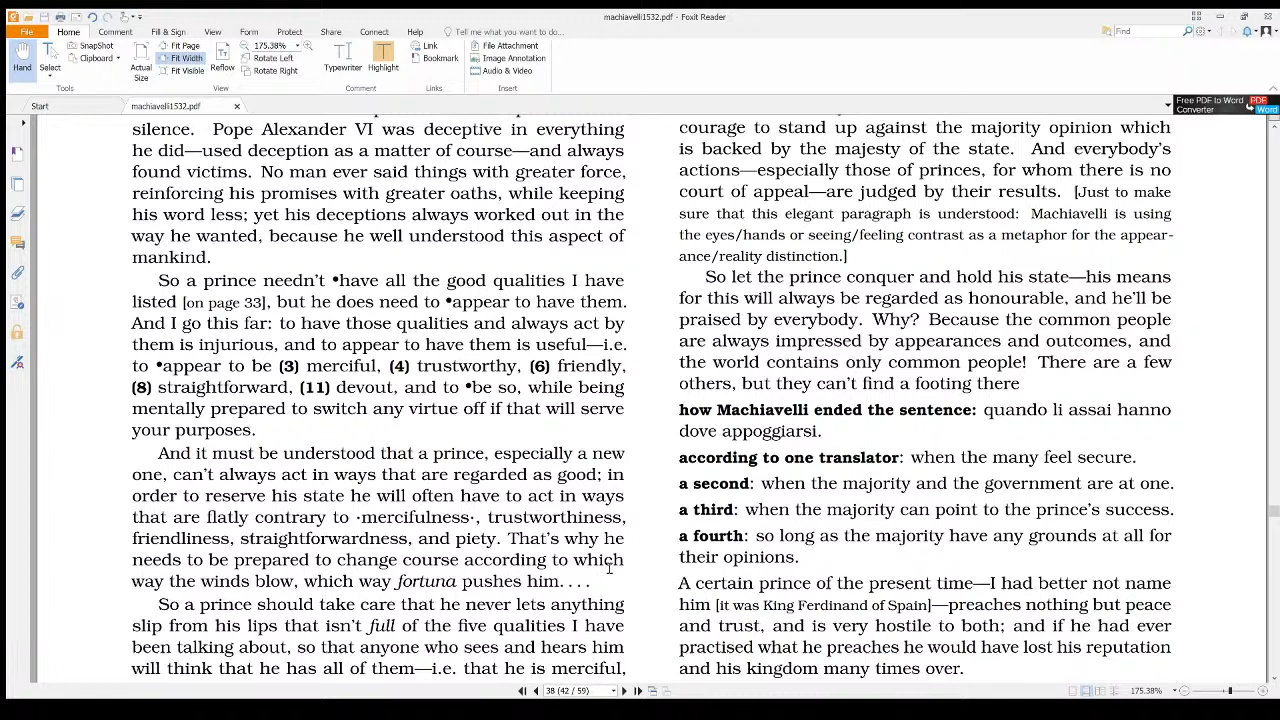 machiavelli1532.pdf - Foxit Reader
File Home Comment View Form Protect Share Connect Help Tell me what you want to do... Find
Hand
Select
SnapShot
Clipboard
Tools
Actual
Size
Fit Page
Fit Width
Fit Visible
Reflow
175.38%
Rotate Left
Rotate Right
View
Typewriter
Highlight
Comment
Link
Bookmark
Links
File Attachment
Image Annotation
Audio & Video
Insert
Start machiavelli1532.pdf
Free PDF to Word
Converter
PDF
Word
silence. Pope Alexander VI was deceptive in everything
he did—used deception as a matter of course—and always
found victims. No man ever said things with greater force,
reinforcing his promises with greater oaths, while keeping
his word less; yet his deceptions always worked out in the
way he wanted, because he well understood this aspect of
mankind.
So a prince needn't •have all the good qualities I have
listed [on page 33], but he does need to •appear to have them.
And I go this far: to have those qualities and always act by
them is injurious, and to appear to have them is useful—i.e.
to •appear to be (3) merciful, (4) trustworthy, (6) friendly,
(8) straightforward, (11) devout, and to •be so, while being
mentally prepared to switch any virtue off if that will serve
your purposes.
And it must be understood that a prince, especially a new
one, can't always act in ways that are regarded as good; in
order to reserve his state he will often have to act in ways
that are flatly contrary to ·mercifulness·, trustworthiness,
friendliness, straightforwardness, and piety. That's why he
needs to be prepared to change course according to which
way the winds blow, which way fortuna pushes him. . . .
So a prince should take care that he never lets anything
slip from his lips that isn't full of the five qualities I have
been talking about, so that anyone who sees and hears him
will think that he has all of them—i.e. that he is merciful,
courage to stand up against the majority opinion which
is backed by the majesty of the state. And everybody's
actions—especially those of princes, for whom there is no
court of appeal—are judged by their results. [Just to make
sure that this elegant paragraph is understood: Machiavelli is using
the eyes/hands or seeing/feeling contrast as a metaphor for the appear-
ance/reality distinction.]
So let the prince conquer and hold his state—his means
for this will always be regarded as honourable, and he'll be
praised by everybody. Why? Because the common people
are always impressed by appearances and outcomes, and
the world contains only common people! There are a few
others, but they can't find a footing there
how Machiavelli ended the sentence: quando li assai hanno
dove appoggiarsi.
according to one translator: when the many feel secure.
a second: when the majority and the government are at one.
a third: when the majority can point to the prince's success.
a fourth: so long as the majority have any grounds at all for
their opinions.
A certain prince of the present time—I had better not name
him [it was King Ferdinand of Spain]—preaches nothing but peace
and trust, and is very hostile to both; and if he had ever
practised what he preaches he would have lost his reputation
and his kingdom many times over.
38 (42 / 59)
175.38%